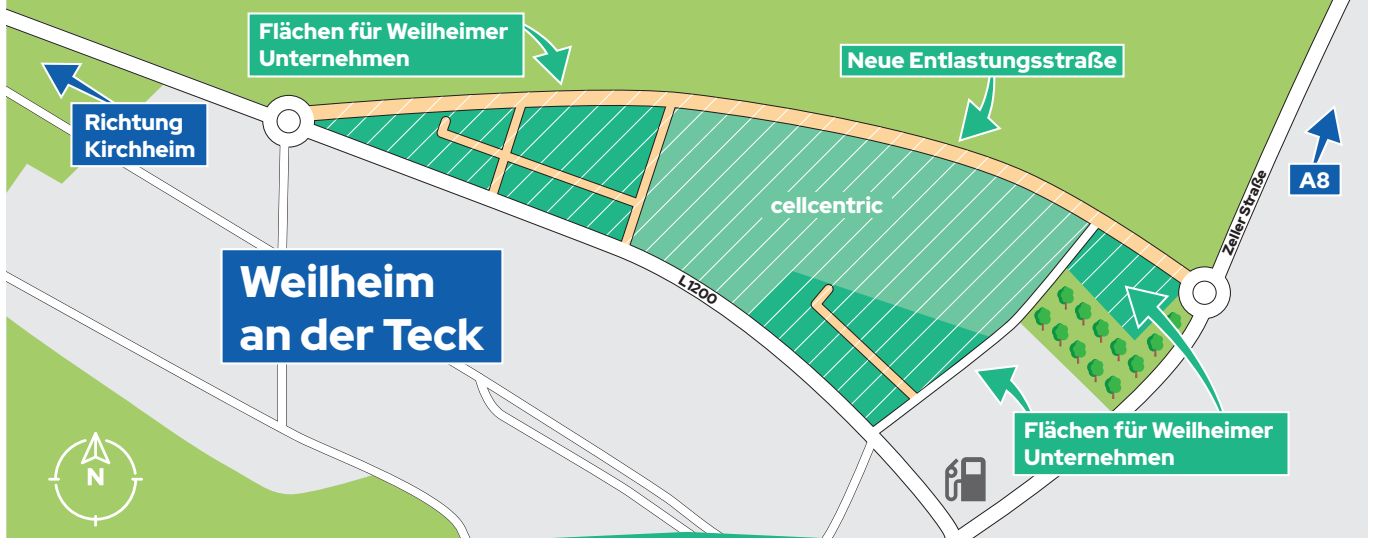 Flächen für Weilheimer
Unternehmen
Neue Entlastungsstraße
Richtung
Kirchheim
A8
Zeller Straße
cellcentric
Weilheim
an der Teck
L1200
Flächen für Weilheimer
Unternehmen
N